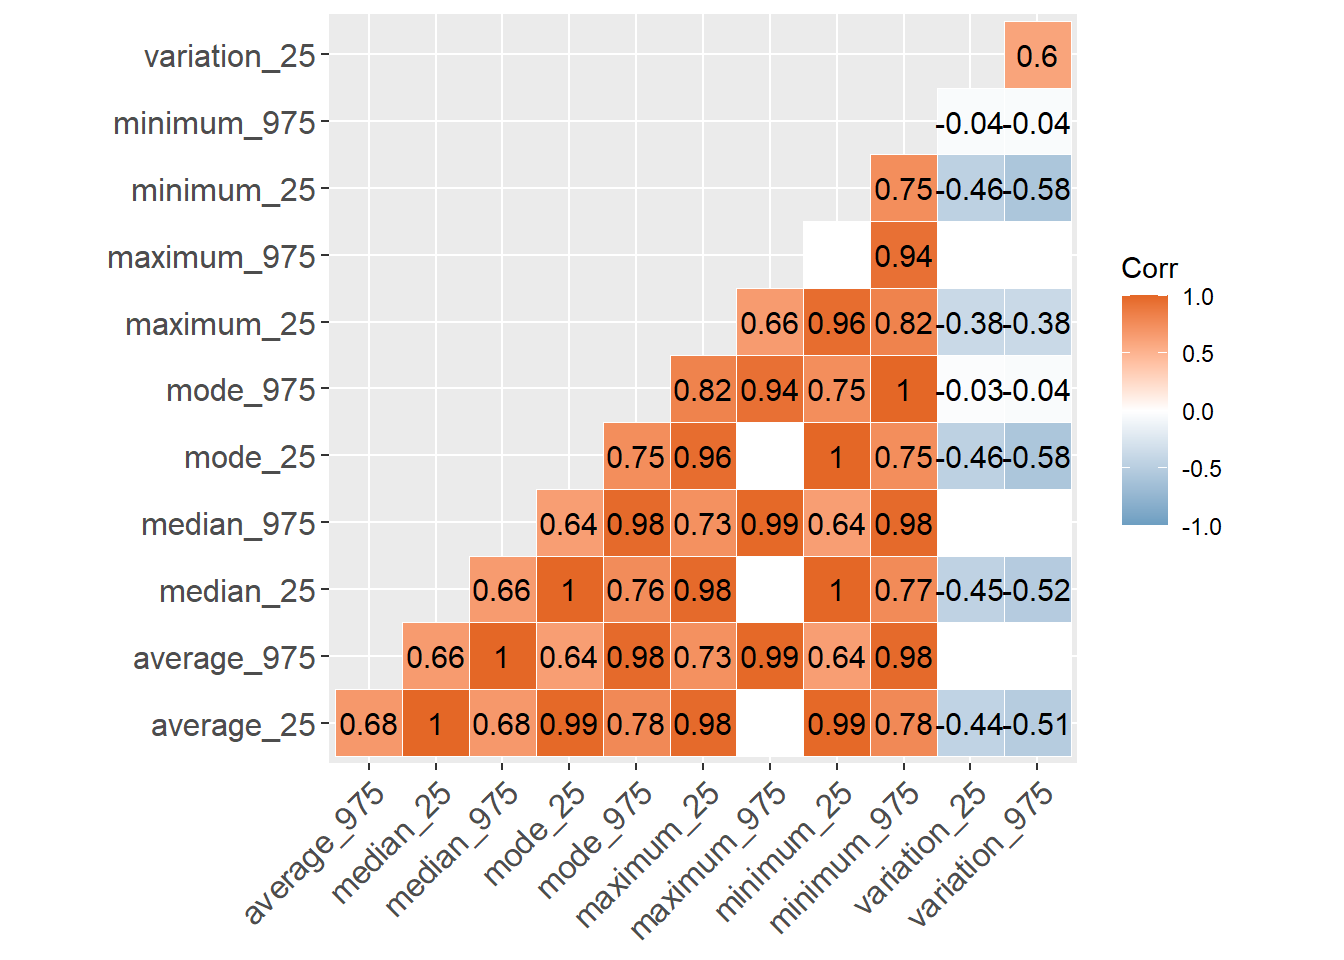 variation_25 0.6
minimum_975 -0.04 -0.04
minimum_25 0.75 -0.46 -0.58
maximum_975 0.94
maximum_25 0.66 0.96 0.82 -0.38 -0.38
mode_975 0.82 0.94 0.75 1 -0.03 -0.04
mode_25 0.75 0.96 1 0.75 -0.46 -0.58
median_975 0.64 0.98 0.73 0.99 0.64 0.98
median_25 0.66 1 0.76 0.98 1 0.77 -0.45 -0.52
average_975 0.66 1 0.64 0.98 0.73 0.99 0.64 0.98
average_25 0.68 1 0.68 0.99 0.78 0.98 0.99 0.78 -0.44 -0.51
average_975
median_25
median_975
mode_25
mode_975
maximum_25
maximum_975
minimum_25
minimum_975
variation_25
variation_975
Corr
1.0
0.5
0.0
-0.5
-1.0